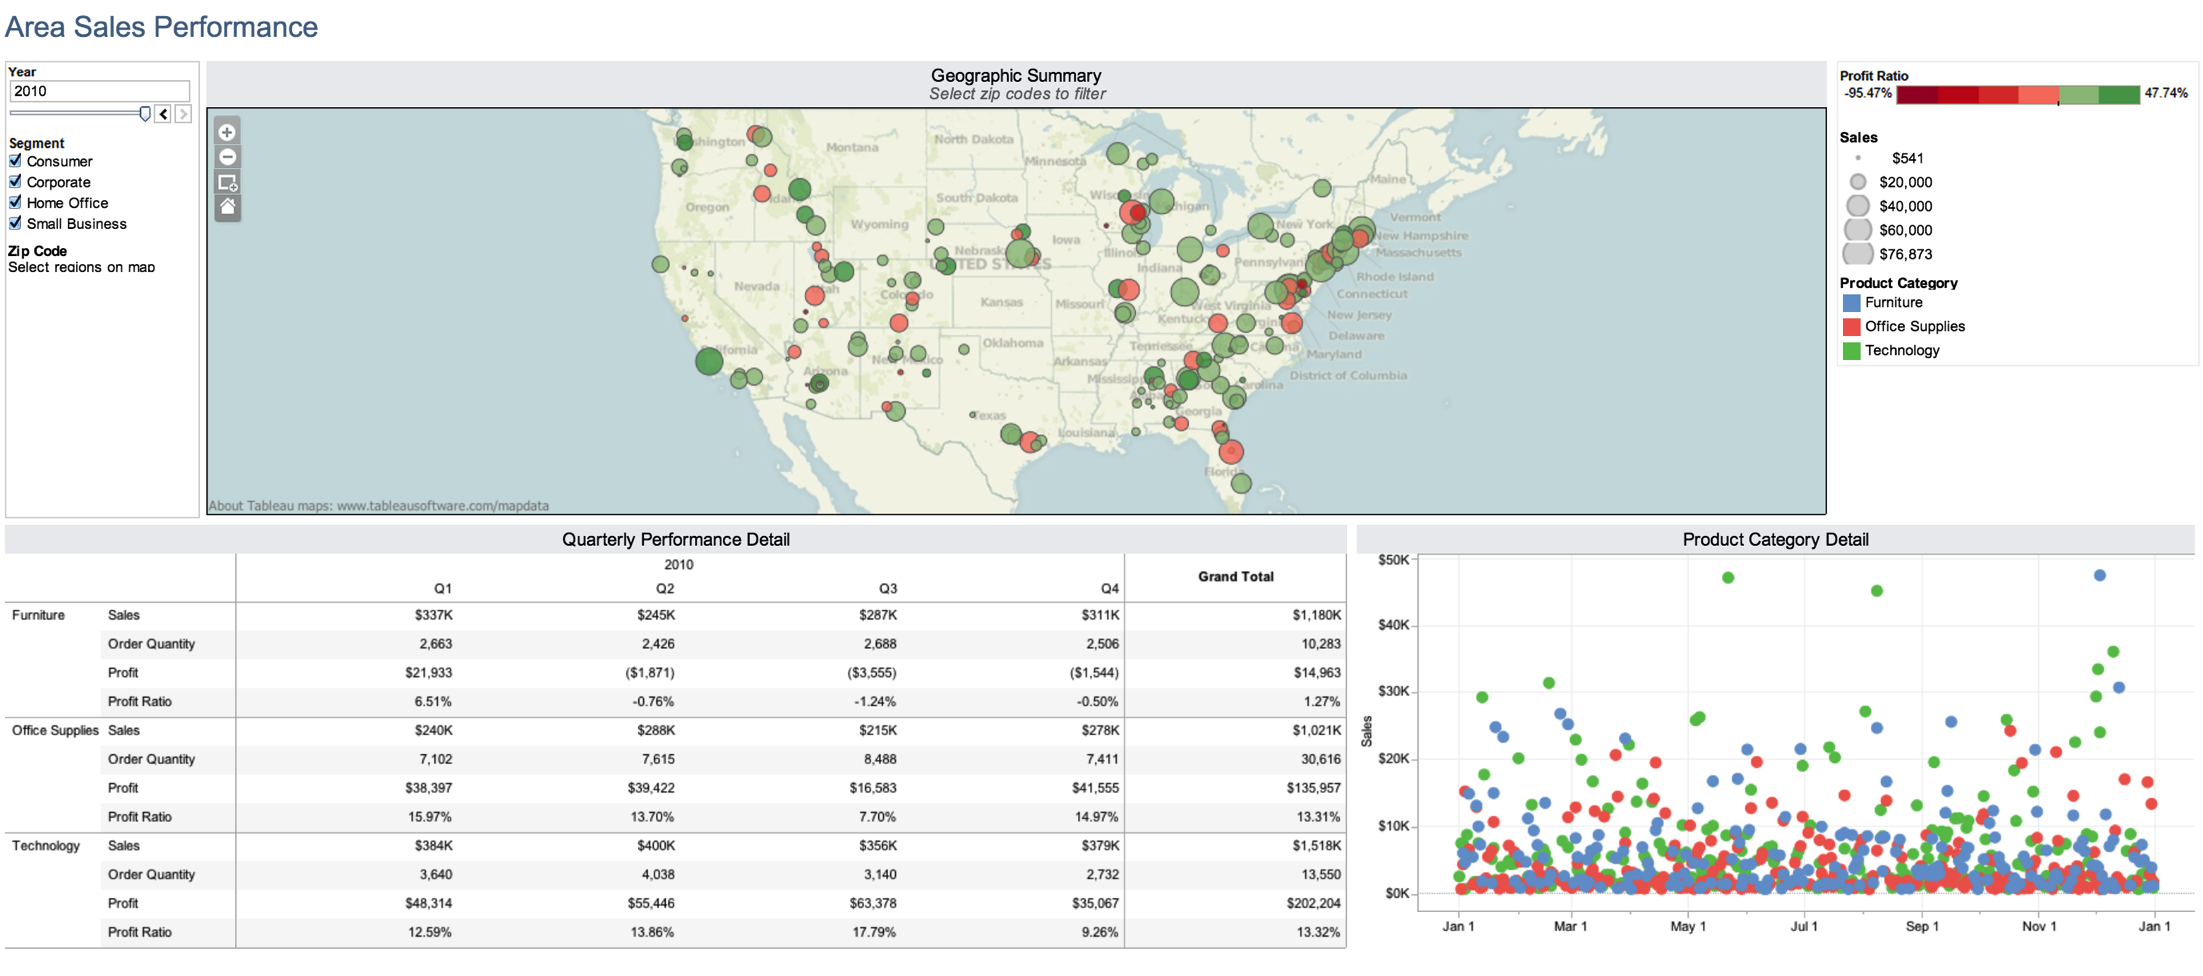 Area Sales Performance
Year
2010
Segment
Consumer
Corporate
Home Office
Small Business
Zip Code
Select regions on map
Geographic Summary
Select zip codes to filter
North Dakota
Montana
Minnesota
Maine
South Dakota
Oregon
Wyoming
Vermont
New York
New Hampshire
Iowa
Massachusetts
Indiana
Rhode Island
Nevada
Connecticut
Kansas
Missouri
West Virginia
New Jersey
Delaware
Oklahoma
Tennessee
Maryland
Arkansas
Arizona
District of Columbia
Georgia
Texas
Louisiana
Florida
About Tableau maps: www.tableausoftware.com/mapdata
Profit Ratio
-95.47% 47.74%
Sales
$541
$20,000
$40,000
$60,000
$76,873
Product Category
Furniture
Office Supplies
Technology
Quarterly Performance Detail
2010
Q1 Q2 Q3 Q4 Grand Total
Furniture Sales $337K $245K $287K $311K $1,180K
Order Quantity 2,663 2,426 2,688 2,506 10,283
Profit $21,933 ($1,871) ($3,555) ($1,544) $14,963
Profit Ratio 6.51% -0.76% -1.24% -0.50% 1.27%
Office Supplies Sales $240K $288K $215K $278K $1,021K
Order Quantity 7,102 7,615 8,488 7,411 30,616
Profit $38,397 $39,422 $16,583 $41,555 $135,957
Profit Ratio 15.97% 13.70% 7.70% 14.97% 13.31%
Technology Sales $384K $400K $356K $379K $1,518K
Order Quantity 3,640 4,038 3,140 2,732 13,550
Profit $48,314 $55,446 $63,378 $35,067 $202,204
Profit Ratio 12.59% 13.86% 17.79% 9.26% 13.32%
Product Category Detail
Sales
$50K
$40K
$30K
$20K
$10K
$0K
Jan 1 Mar 1 May 1 Jul 1 Sep 1 Nov 1 Jan 1